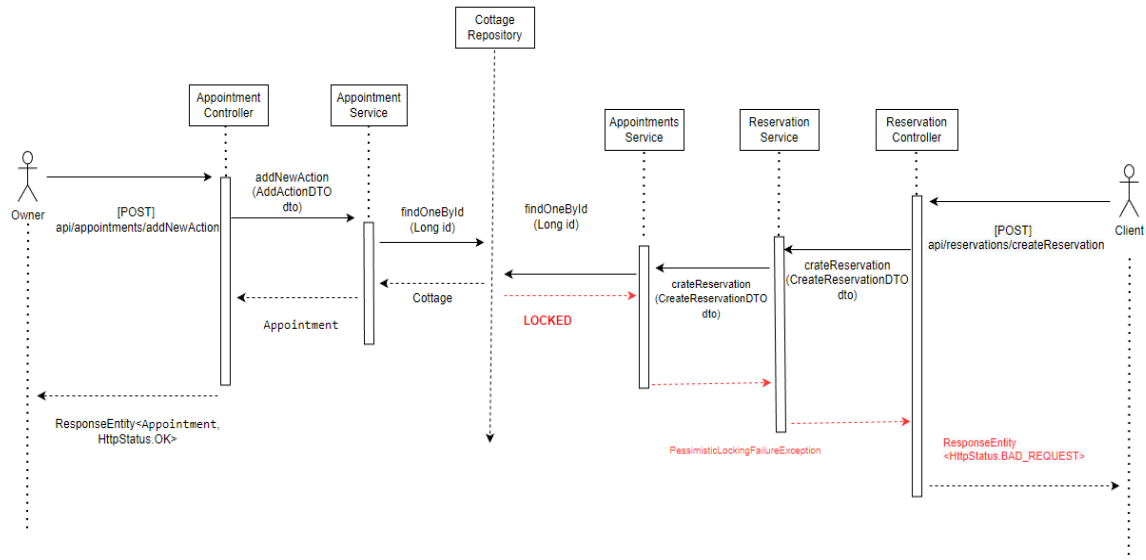 Cottage
Repository
Appointment
Controller
Appointment
Service
Appointments
Service
Reservation
Service
Reservation
Controller
Owner
[POST]
api/appointments/addNewAction
addNewAction
(AddActionDTO
dto)
findOneById
(Long id)
findOneById
(Long id)
Cottage
Appointment
LOCKED
crateReservation
(CreateReservationDTO
dto)
crateReservation
(CreateReservationDTO
dto)
[POST]
api/reservations/createReservation
Client
ResponseEntity<Appointment,
HttpStatus.OK>
PessimisticLockingFailureException
ResponseEntity
<HttpStatus.BAD_REQUEST>